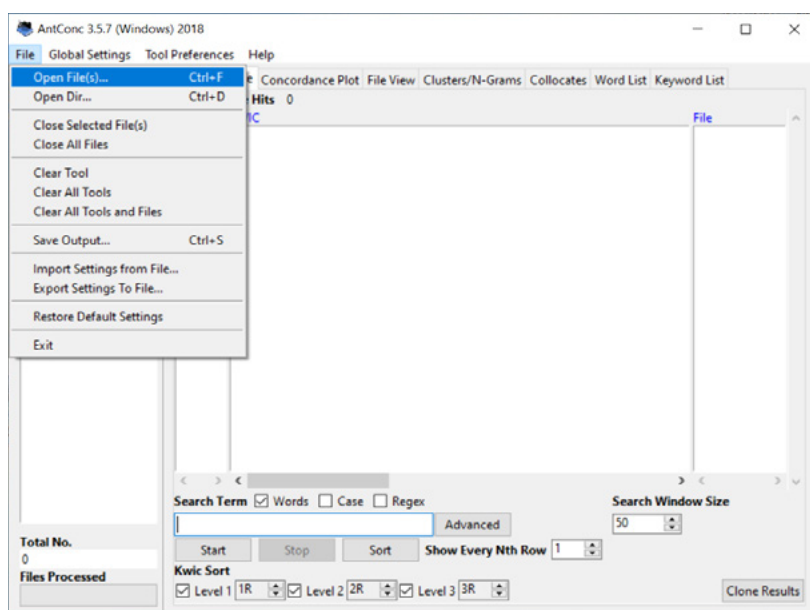 AntConc 3.5.7 (Windows) 2018
File Global Settings Tool Preferences Help
Open File(s)... Ctrl+F
Open Dir... Ctrl+D
Close Selected File(s)
Close All Files
Clear Tool
Clear All Tools
Clear All Tools and Files
Save Output... Ctrl+S
Import Settings from File...
Export Settings To File...
Restore Default Settings
Exit
Concordance Plot File View Clusters/N-Grams Collocates Word List Keyword List
Hits 0
File
Search Term Words Case Regex
Search Window Size
Advanced
50
Total No.
0
Start Stop Sort Show Every Nth Row 1
Files Processed
Kwic Sort
Level 1 1R Level 2 2R Level 3 3R
Clone Results